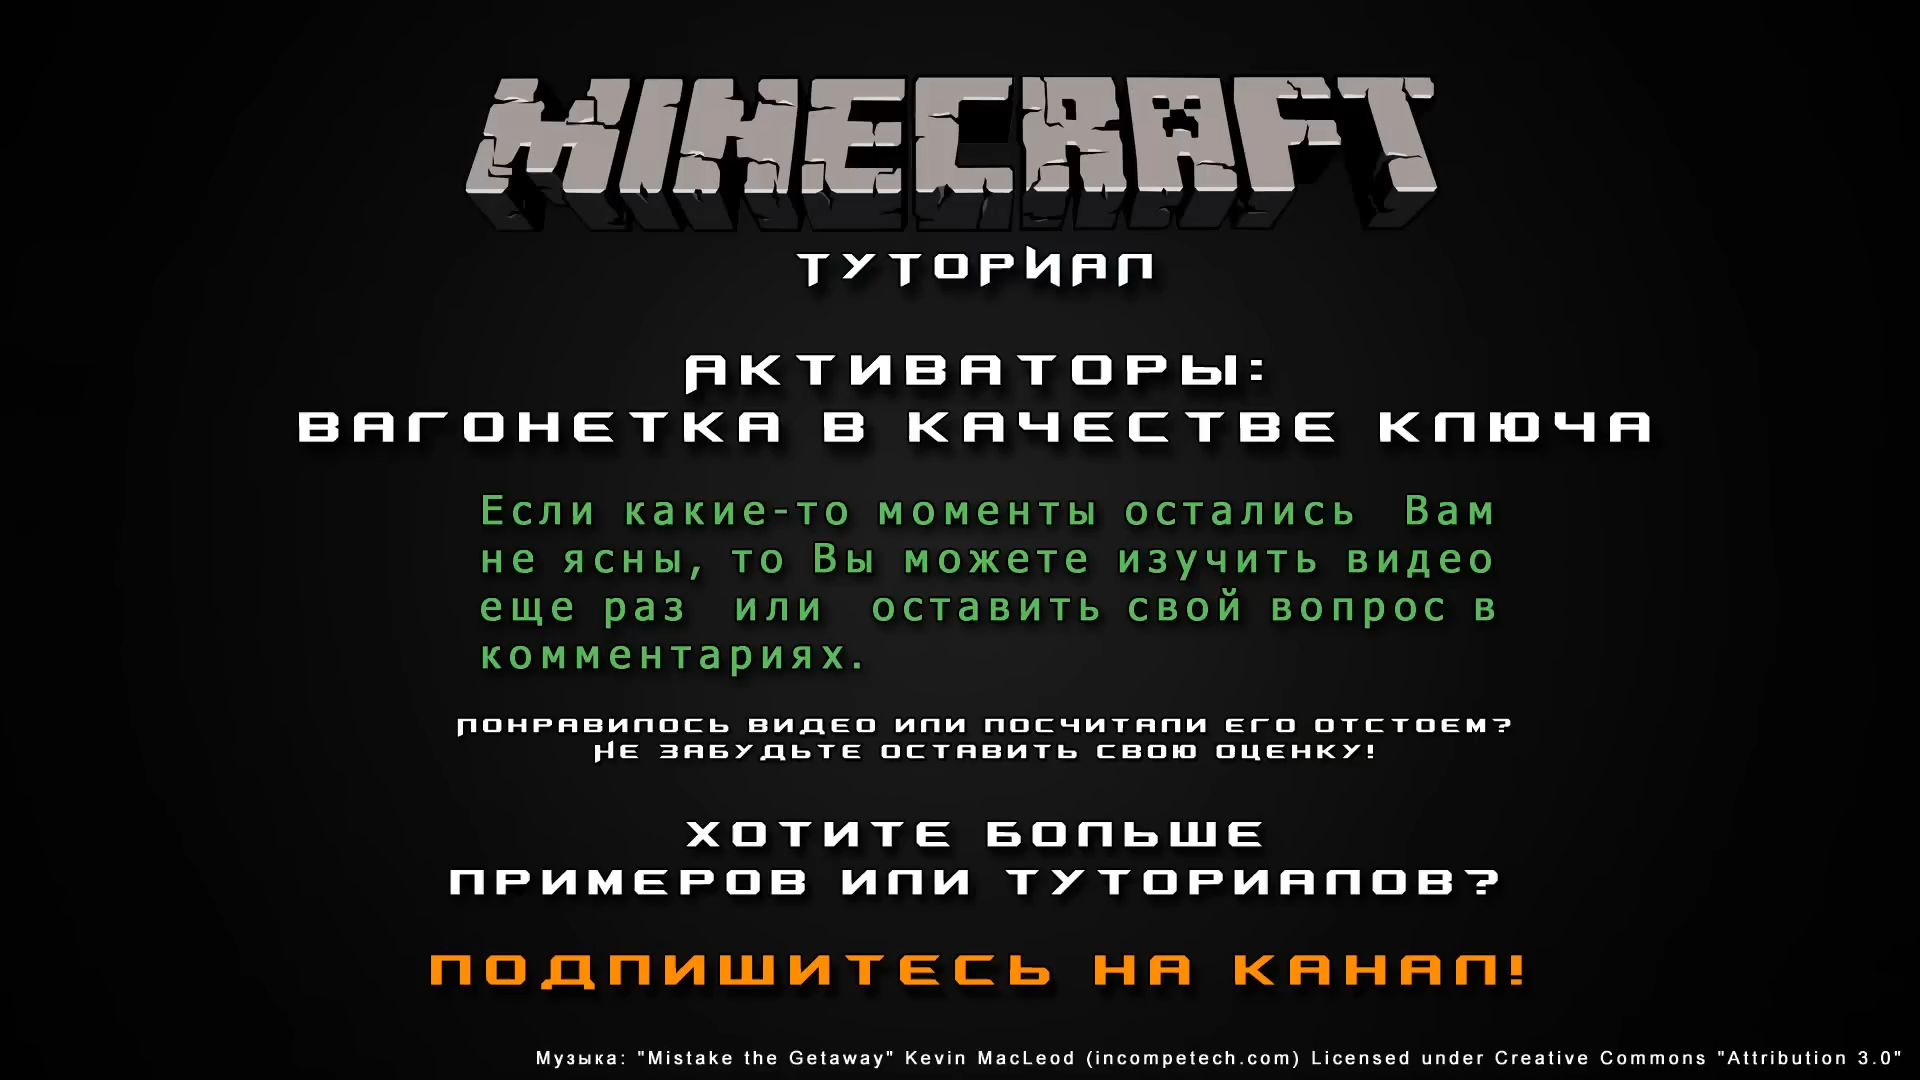 MINECRAFT
ТУТОРИАЛ
АКТИВАТОРЫ:
ВАГОНЕТКА В КАЧЕСТВЕ КЛЮЧА
Если какие-то моменты остались Вам
не ясны, то Вы можете изучить видео
еще раз или оставить свой вопрос в
комментариях.
ПОНРАВИЛОСЬ ВИДЕО ИЛИ ПОСЧИТАЛИ ЕГО ОТСТОЕМ?
НЕ ЗАБУДЬТЕ ОСТАВИТЬ СВОЮ ОЦЕНКУ!
ХОТИТЕ БОЛЬШЕ
ПРИМЕРОВ ИЛИ ТУТОРИАЛОВ?
ПОДПИШИТЕСЬ НА КАНАЛ!
Музыка: "Mistake the Getaway" Kevin MacLeod (incompetech.com) Licensed under Creative Commons "Attribution 3.0"